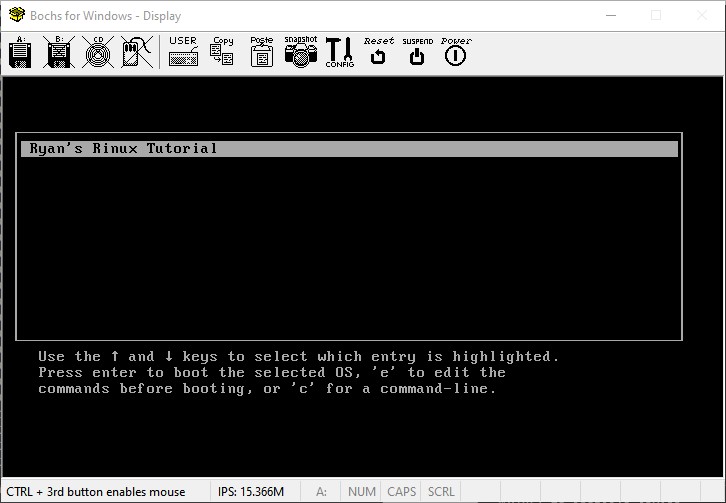 Bochs for Windows - Display
A: B: CD USER Copy Paste snapshot CONFIG Reset SUSPEND Power
Ryan's Rinux Tutorial
Use the ↑ and ↓ keys to select which entry is highlighted.
Press enter to boot the selected OS, 'e' to edit the
commands before booting, or 'c' for a command-line.
CTRL + 3rd button enables mouse IPS: 15.366M A: NUM CAPS SCRL